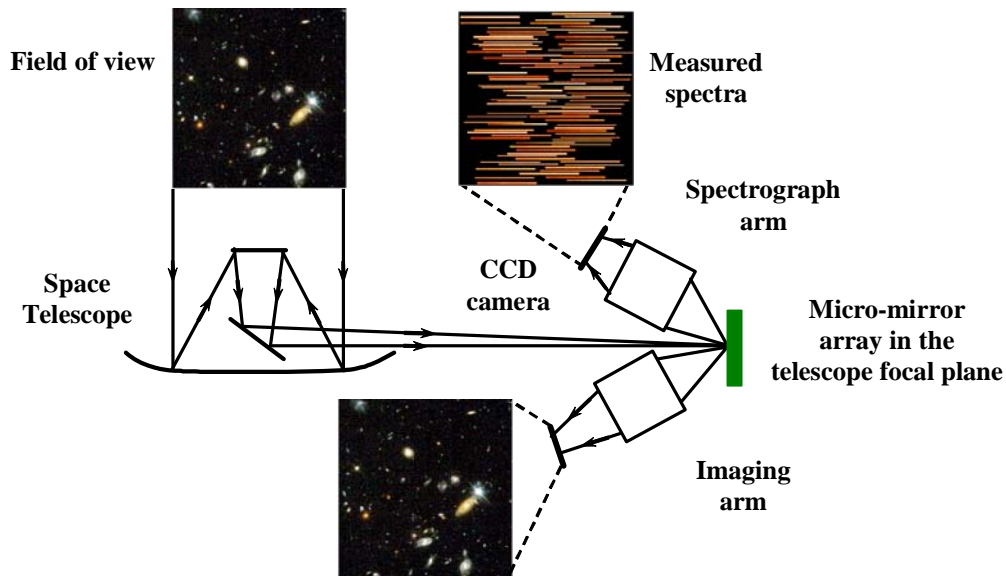 Field of view
Measured
spectra
Spectrograph
arm
Space
Telescope
CCD
camera
Micro-mirror
array in the
telescope focal plane
Imaging
arm